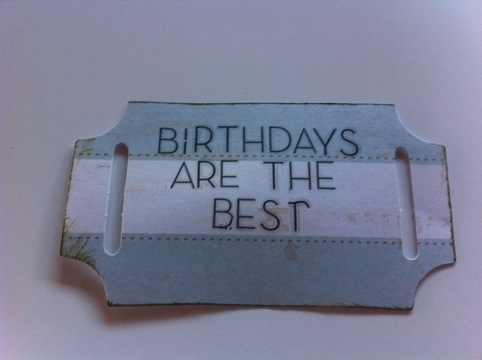 BIRTHDAYS
ARE THE
BEST